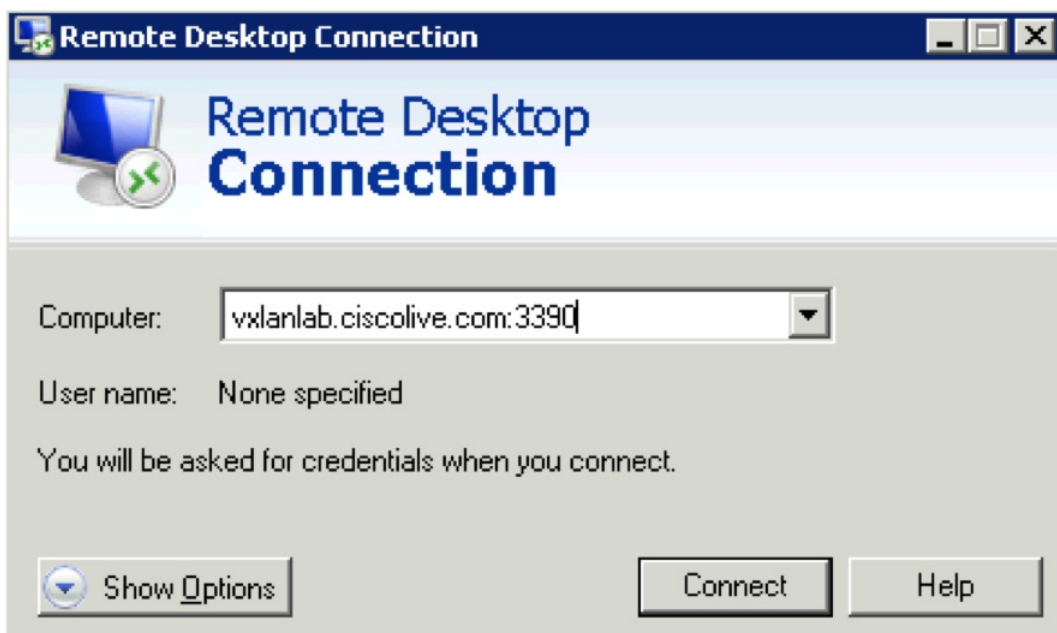 Remote Desktop Connection
Remote Desktop
Connection
Computer: vxlanlab.ciscolive.com:3390
User name: None specified
You will be asked for credentials when you connect.
Show Options Connect Help